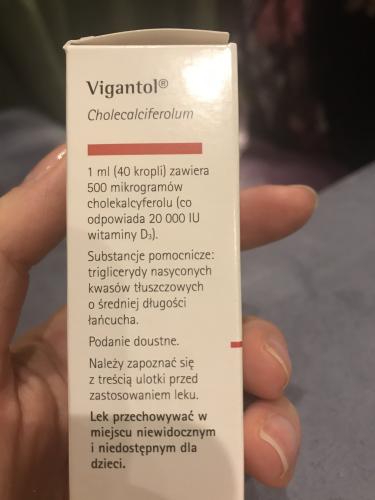 Vigantol®
Cholecalciferolum
1 ml (40 kropli) zawiera
500 mikrogramów
cholekalcyferolu (co
odpowiada 20 000 IU
witaminy D₃).
Substancje pomocnicze:
triglicerydy nasyconych
kwasów tłuszczowych
o średniej długości
łańcucha.
Podanie doustne.
Należy zapoznać się
z treścią ulotki przed
zastosowaniem leku.
Lek przechowywać w
miejscu niewidocznym
i niedostępnym dla
dzieci.